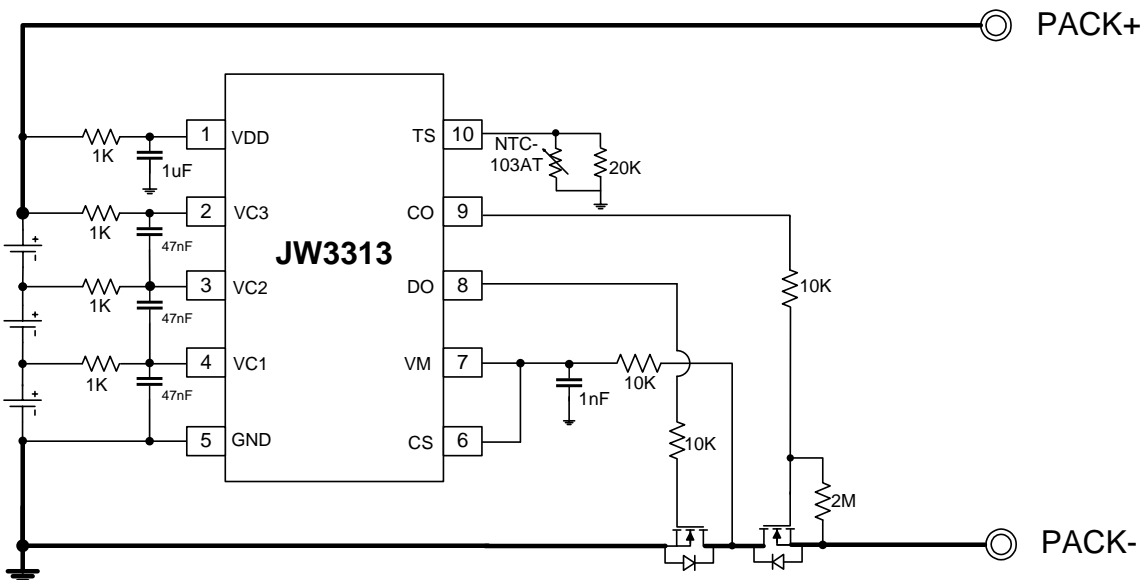 PACK+
1 VDD TS 10
1K 1uF
NTC-
103AT
20K
2 VC3 CO 9
1K
47nF
JW3313
3 VC2 DO 8
1K
47nF
10K
4 VC1 VM 7
1K
47nF
10K
1nF
5 GND CS 6
10K
2M
PACK-
+
-
+
-
+
-